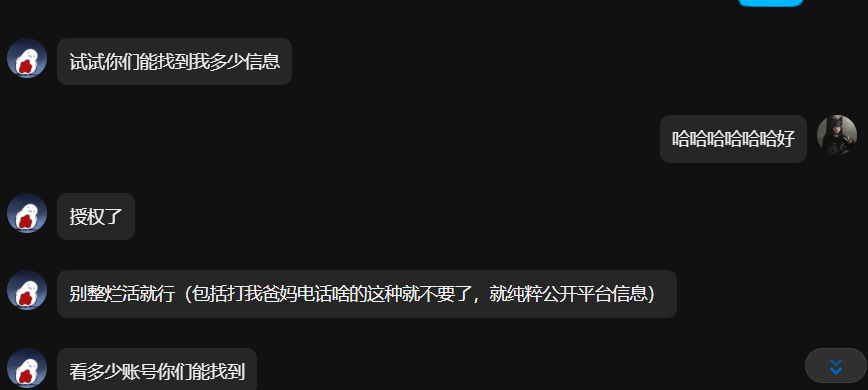 试试你们能找到我多少信息
哈哈哈哈哈哈好
授权了
别整烂活就行（包括打我爸妈电话啥的这种就不要了，就纯粹公开平台信息）
看多少账号你们能找到